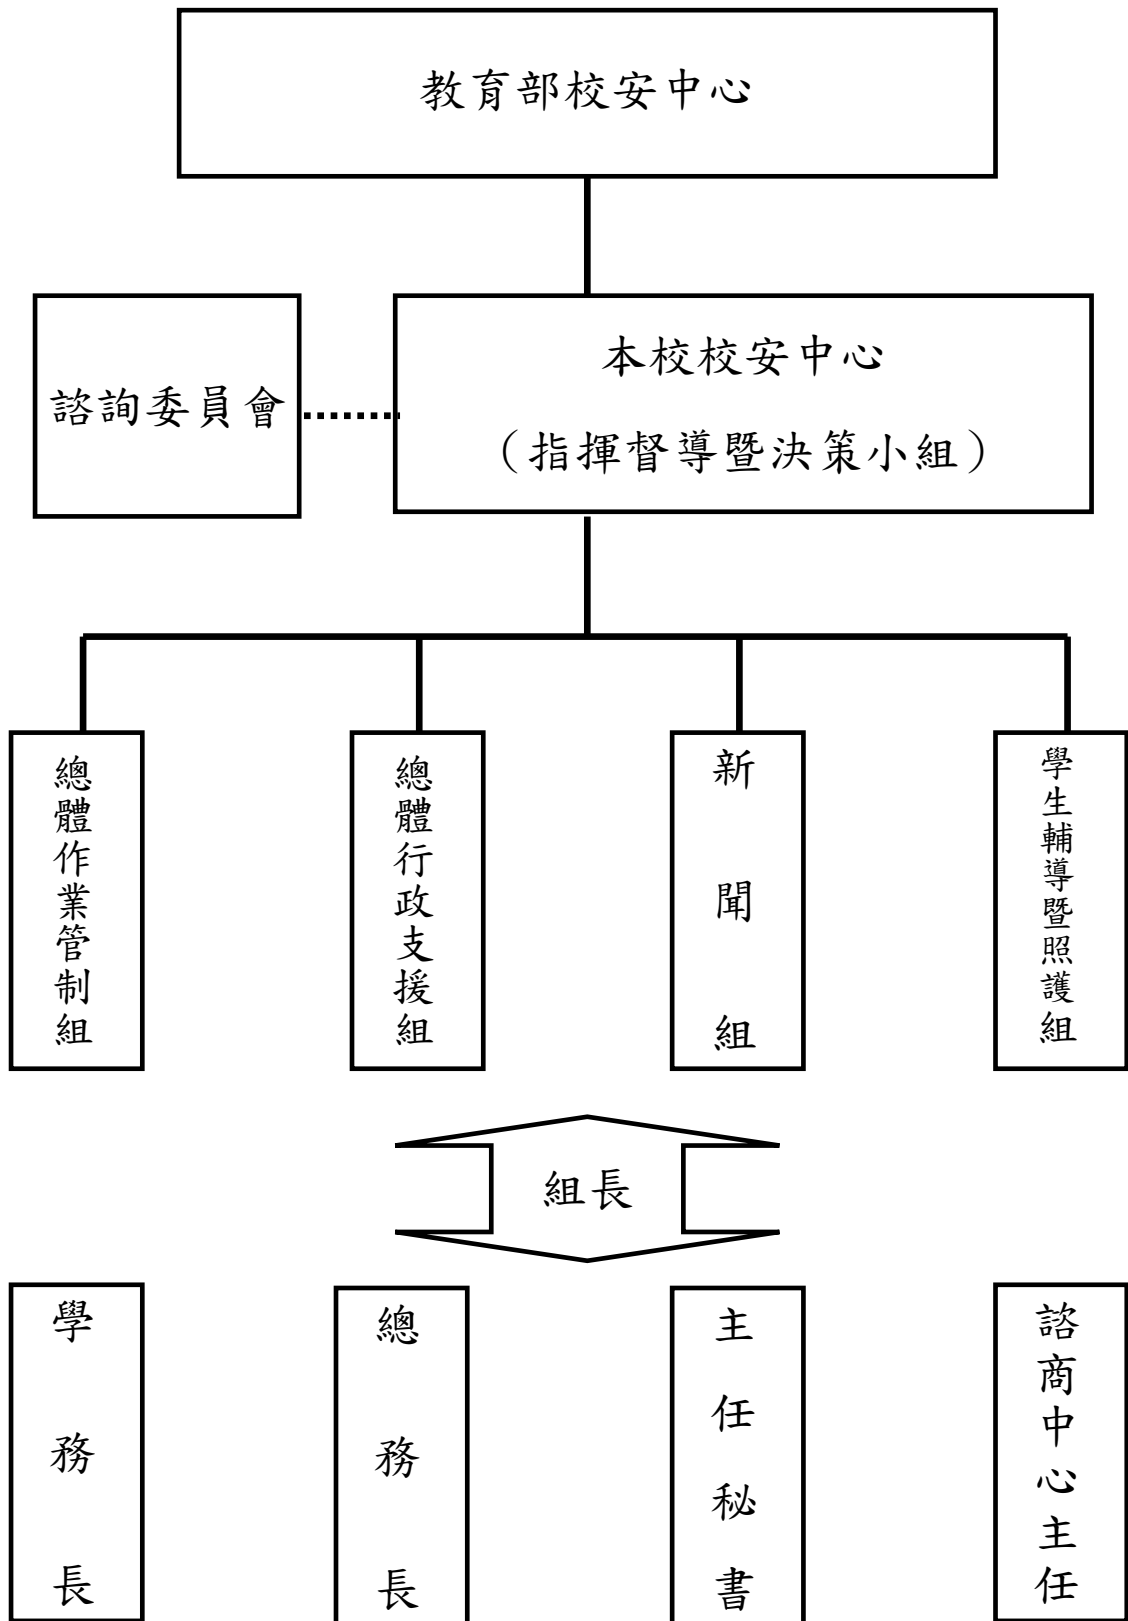 教育部校安中心
諮詢委員會
本校校安中心
（指揮督導暨決策小組）
總體作業管制組
總體行政支援組
新聞組
學生輔導暨照護組
組長
學務長
總務長
主任秘書
諮商中心主任